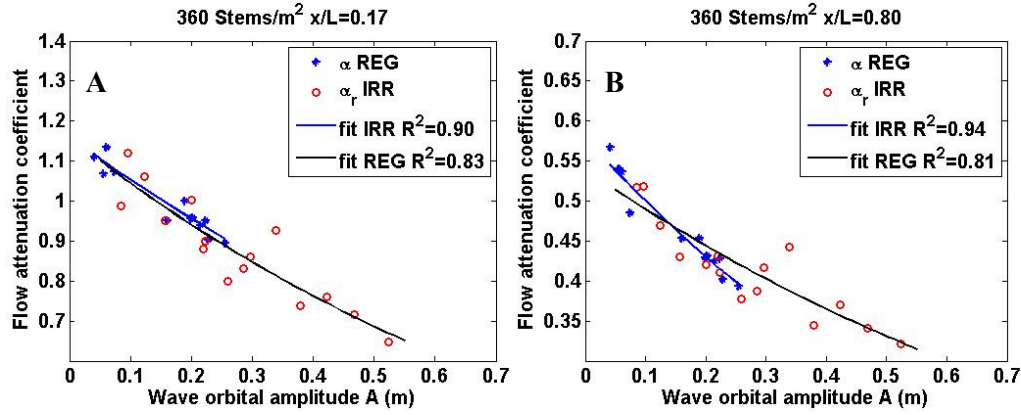 360 Stems/m² x/L=0.17
A
α REG
αr IRR
fit IRR R²=0.90
fit REG R²=0.83
Flow attenuation coefficient
1.4
1.3
1.2
1.1
1
0.9
0.8
0.7
0 0.1 0.2 0.3 0.4 0.5 0.6 0.7
Wave orbital amplitude A (m)
360 Stems/m² x/L=0.80
B
α REG
αr IRR
fit IRR R²=0.94
fit REG R²=0.81
Flow attenuation coefficient
0.7
0.65
0.6
0.55
0.5
0.45
0.4
0.35
0 0.1 0.2 0.3 0.4 0.5 0.6 0.7
Wave orbital amplitude A (m)